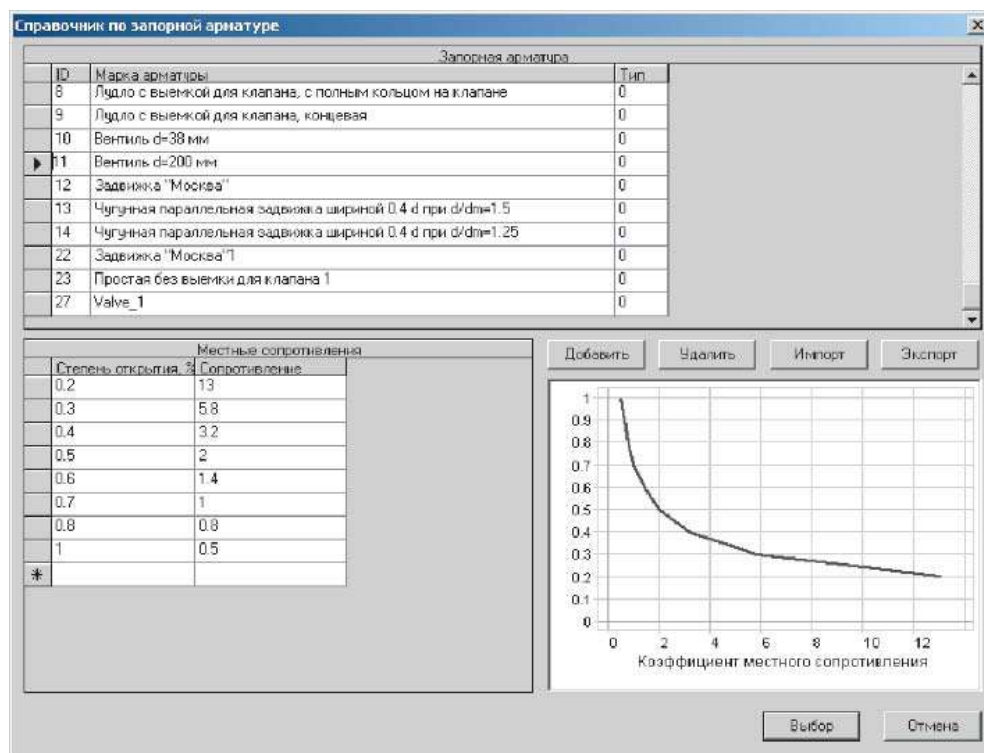 Справочник по запорной арматуре
Запорная арматура
ID Марка арматуры Тип
8 Лудло с выемкой для клапана, с полным кольцом на клапане 0
9 Лудло с выемкой для клапана, концевая 0
10 Вентиль d=38 мм 0
11 Вентиль d=200 мм 0
12 Задвижка "Москва" 0
13 Чугунная параллельная задвижка шириной 0.4 d при d/dm=1.5 0
14 Чугунная параллельная задвижка шириной 0.4 d при d/dm=1.25 0
22 Задвижка "Москва"1 0
23 Простая без выемки для клапана 1 0
27 Valve_1 0
Местные сопротивления
Степень открытия, % Сопротивление
0.2 13
0.3 5.8
0.4 3.2
0.5 2
0.6 1.4
0.7 1
0.8 0.8
1 0.5
Добавить Удалить Импорт Экспорт
1
0.9
0.8
0.7
0.6
0.5
0.4
0.3
0.2
0.1
0
0 2 4 6 8 10 12
Коэффициент местного сопротивления
Выбор Отмена